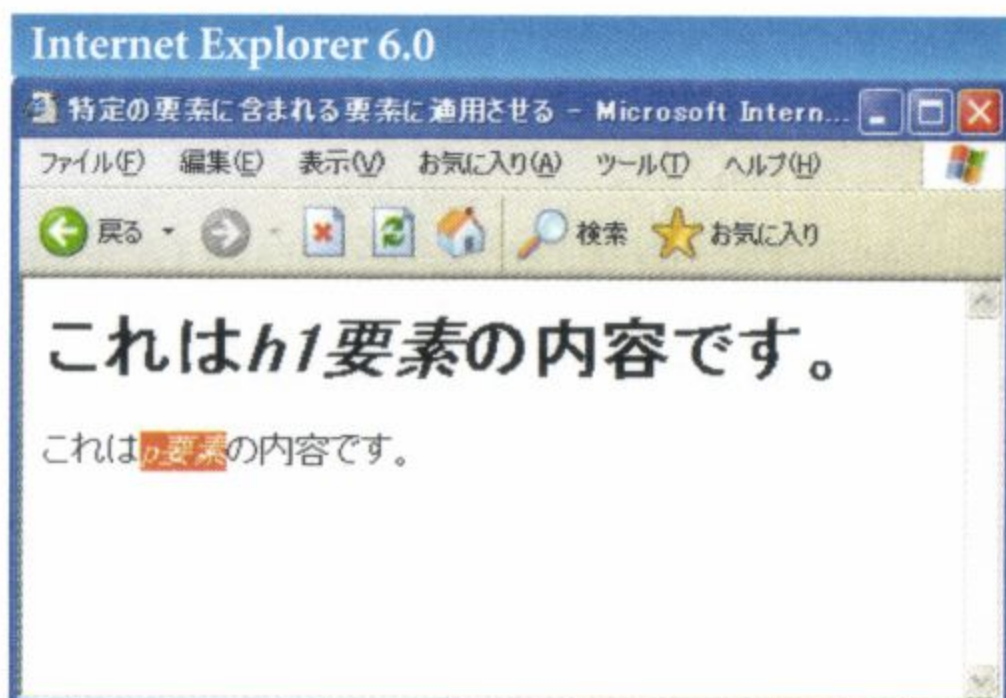 Internet Explorer 6.0
特定の要素に含まれる要素に適用させる - Microsoft Intern...
ファイル(F) 編集(E) 表示(V) お気に入り(A) ツール(T) ヘルプ(H)
戻る 検索 お気に入り
これはh1要素の内容です。
これはp要素の内容です。